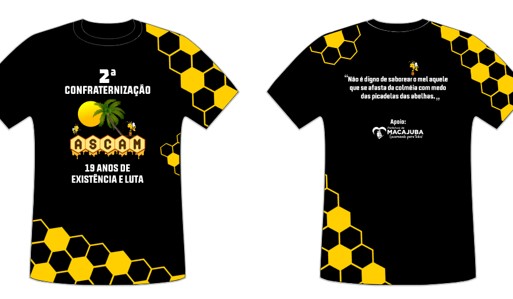 2ª
CONFRATERNIZAÇÃO
ASCAM
19 ANOS DE
EXISTÊNCIA E LUTA
"Não é digno de saborear o mel aquele
que se afasta da colméia com medo
das picadelas das abelhas.„
Apoio:
MACAJUBA